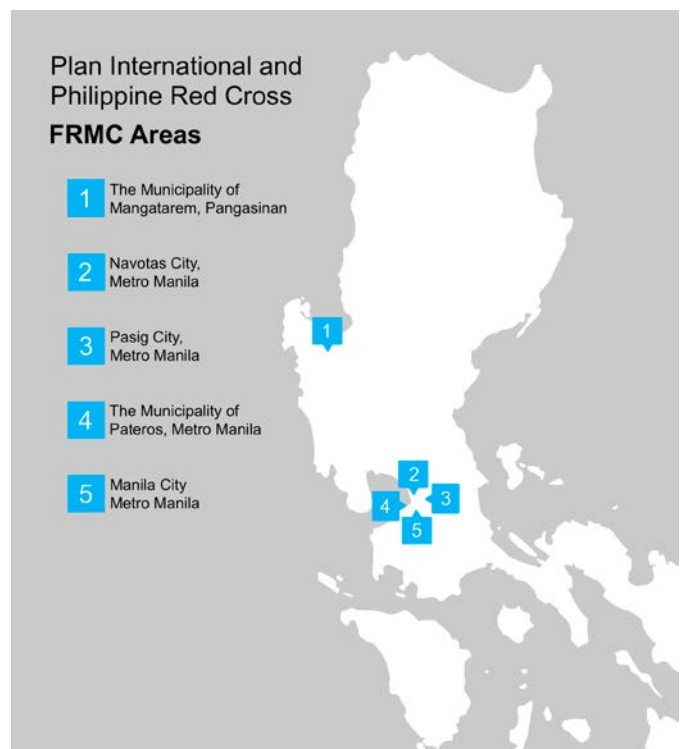 Plan International and
Philippine Red Cross
FRMC Areas
1
The Municipality of
Mangatarem, Pangasinan
2
Navotas City,
Metro Manila
3
Pasig City,
Metro Manila
4
The Municipality of
Pateros, Metro Manila
5
Manila City
Metro Manila
1
2
3
4
5